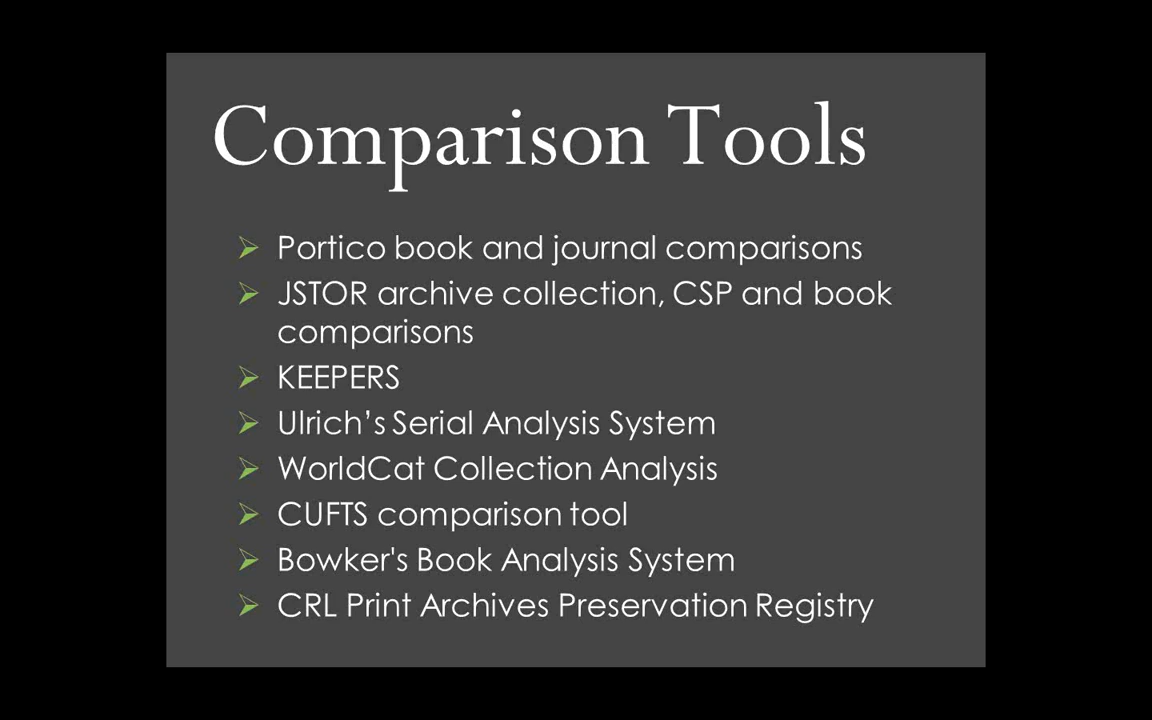 Comparison Tools
Portico book and journal comparisons
JSTOR archive collection, CSP and book
comparisons
KEEPERS
Ulrich’s Serial Analysis System
WorldCat Collection Analysis
CUFTS comparison tool
Bowker's Book Analysis System
CRL Print Archives Preservation Registry